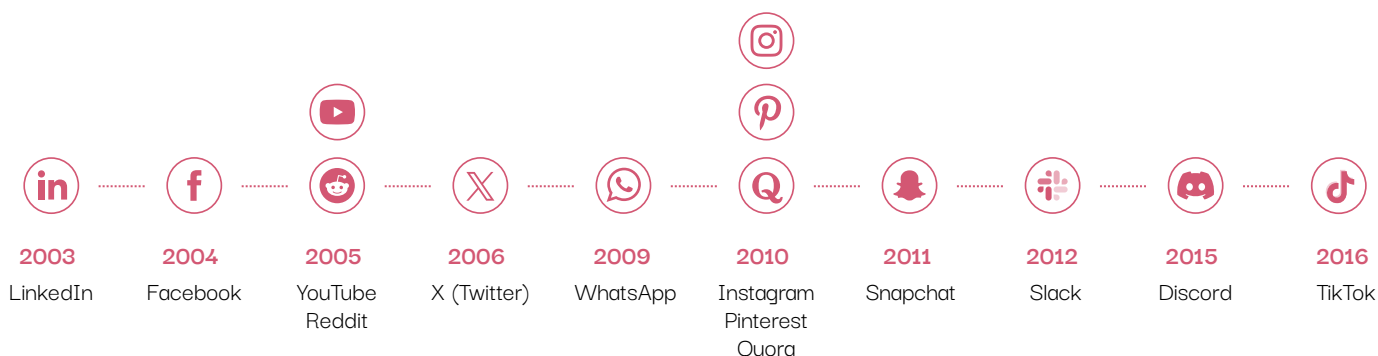 2003
LinkedIn
2004
Facebook
2005
YouTube
Reddit
2006
X (Twitter)
2009
WhatsApp
2010
Instagram
Pinterest
Quora
2011
Snapchat
2012
Slack
2015
Discord
2016
TikTok